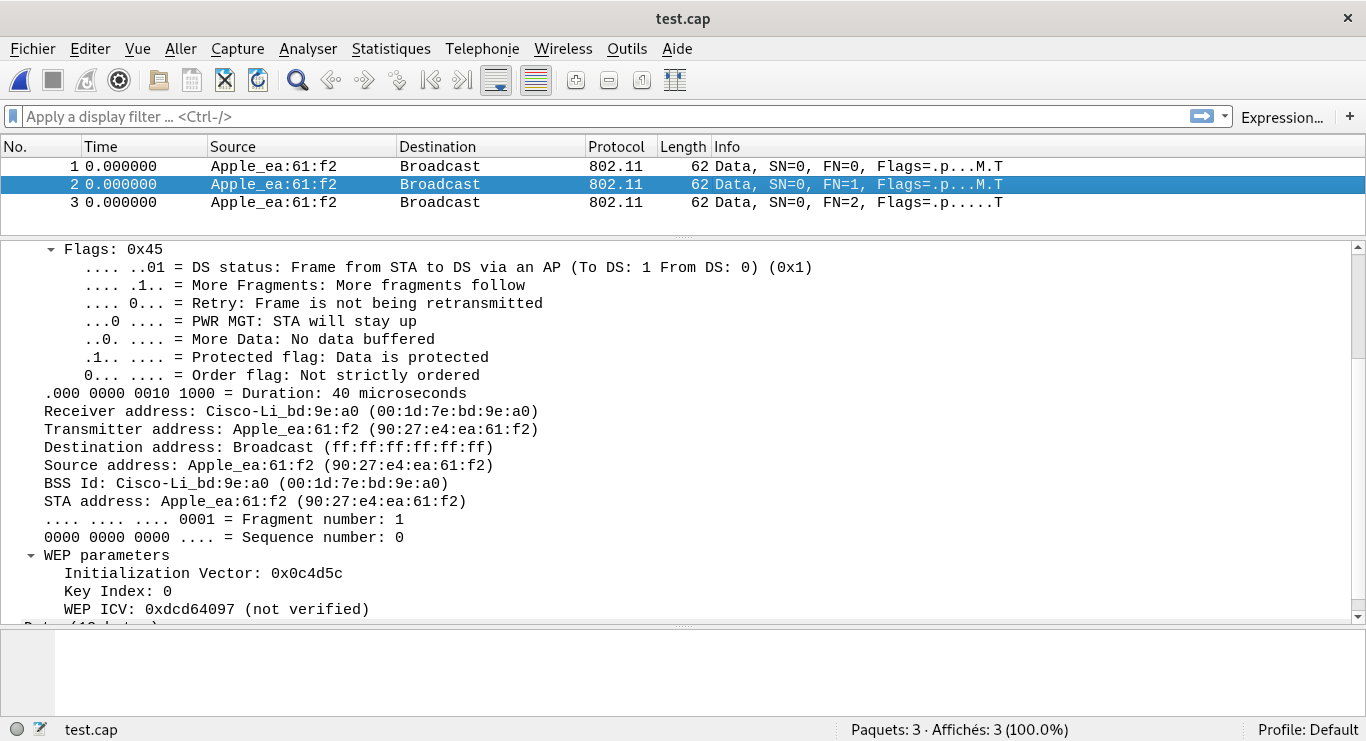 test.cap
Fichier Editer Vue Aller Capture Analyser Statistiques Telephonie Wireless Outils Aide
Apply a display filter ... <Ctrl-/> Expression... +
No. Time Source Destination Protocol Length Info
1 0.000000 Apple_ea:61:f2 Broadcast 802.11 62 Data, SN=0, FN=0, Flags=.p...M.T
2 0.000000 Apple_ea:61:f2 Broadcast 802.11 62 Data, SN=0, FN=1, Flags=.p...M.T
3 0.000000 Apple_ea:61:f2 Broadcast 802.11 62 Data, SN=0, FN=2, Flags=.p.....T
Flags: 0x45
.... ..01 = DS status: Frame from STA to DS via an AP (To DS: 1 From DS: 0) (0x1)
.... .1.. = More Fragments: More fragments follow
.... 0... = Retry: Frame is not being retransmitted
...0 .... = PWR MGT: STA will stay up
..0. .... = More Data: No data buffered
.1.. .... = Protected flag: Data is protected
0... .... = Order flag: Not strictly ordered
.000 0000 0010 1000 = Duration: 40 microseconds
Receiver address: Cisco-Li_bd:9e:a0 (00:1d:7e:bd:9e:a0)
Transmitter address: Apple_ea:61:f2 (90:27:e4:ea:61:f2)
Destination address: Broadcast (ff:ff:ff:ff:ff:ff)
Source address: Apple_ea:61:f2 (90:27:e4:ea:61:f2)
BSS Id: Cisco-Li_bd:9e:a0 (00:1d:7e:bd:9e:a0)
STA address: Apple_ea:61:f2 (90:27:e4:ea:61:f2)
.... .... .... 0001 = Fragment number: 1
0000 0000 0000 .... = Sequence number: 0
WEP parameters
Initialization Vector: 0x0c4d5c
Key Index: 0
WEP ICV: 0xdcd64097 (not verified)
test.cap Paquets: 3 · Affichés: 3 (100.0%) Profile: Default